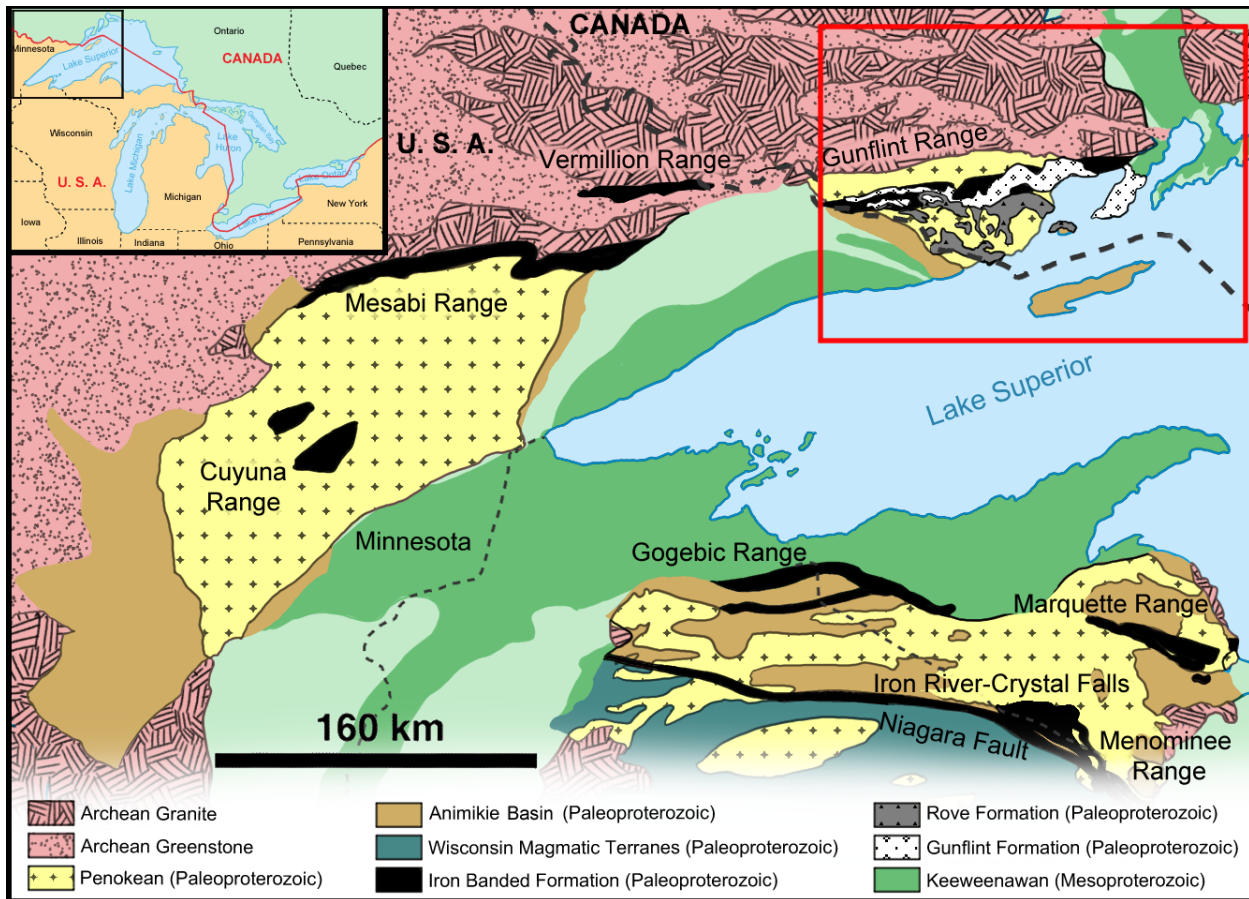 Minnesota
Ontario
CANADA
Quebec
Lake Superior
Wisconsin
Lake Michigan
Lake
Huron
Georgian Bay
U. S. A.
Michigan
Lake Ontario
Lake Erie
New York
Iowa
Illinois
Indiana
Ohio
Pennsylvania
CANADA
U. S. A.
Vermillion Range
Gunflint Range
Mesabi Range
Lake Superior
Cuyuna
Range
Minnesota
Gogebic Range
Marquette Range
Iron River-Crystal Falls
Niagara Fault
Menominee
Range
160 km
Archean Granite
Archean Greenstone
Penokean (Paleoproterozoic)
Animikie Basin (Paleoproterozoic)
Wisconsin Magmatic Terranes (Paleoproterozoic)
Iron Banded Formation (Paleoproterozoic)
Rove Formation (Paleoproterozoic)
Gunflint Formation (Paleoproterozoic)
Keeweenawan (Mesoproterozoic)